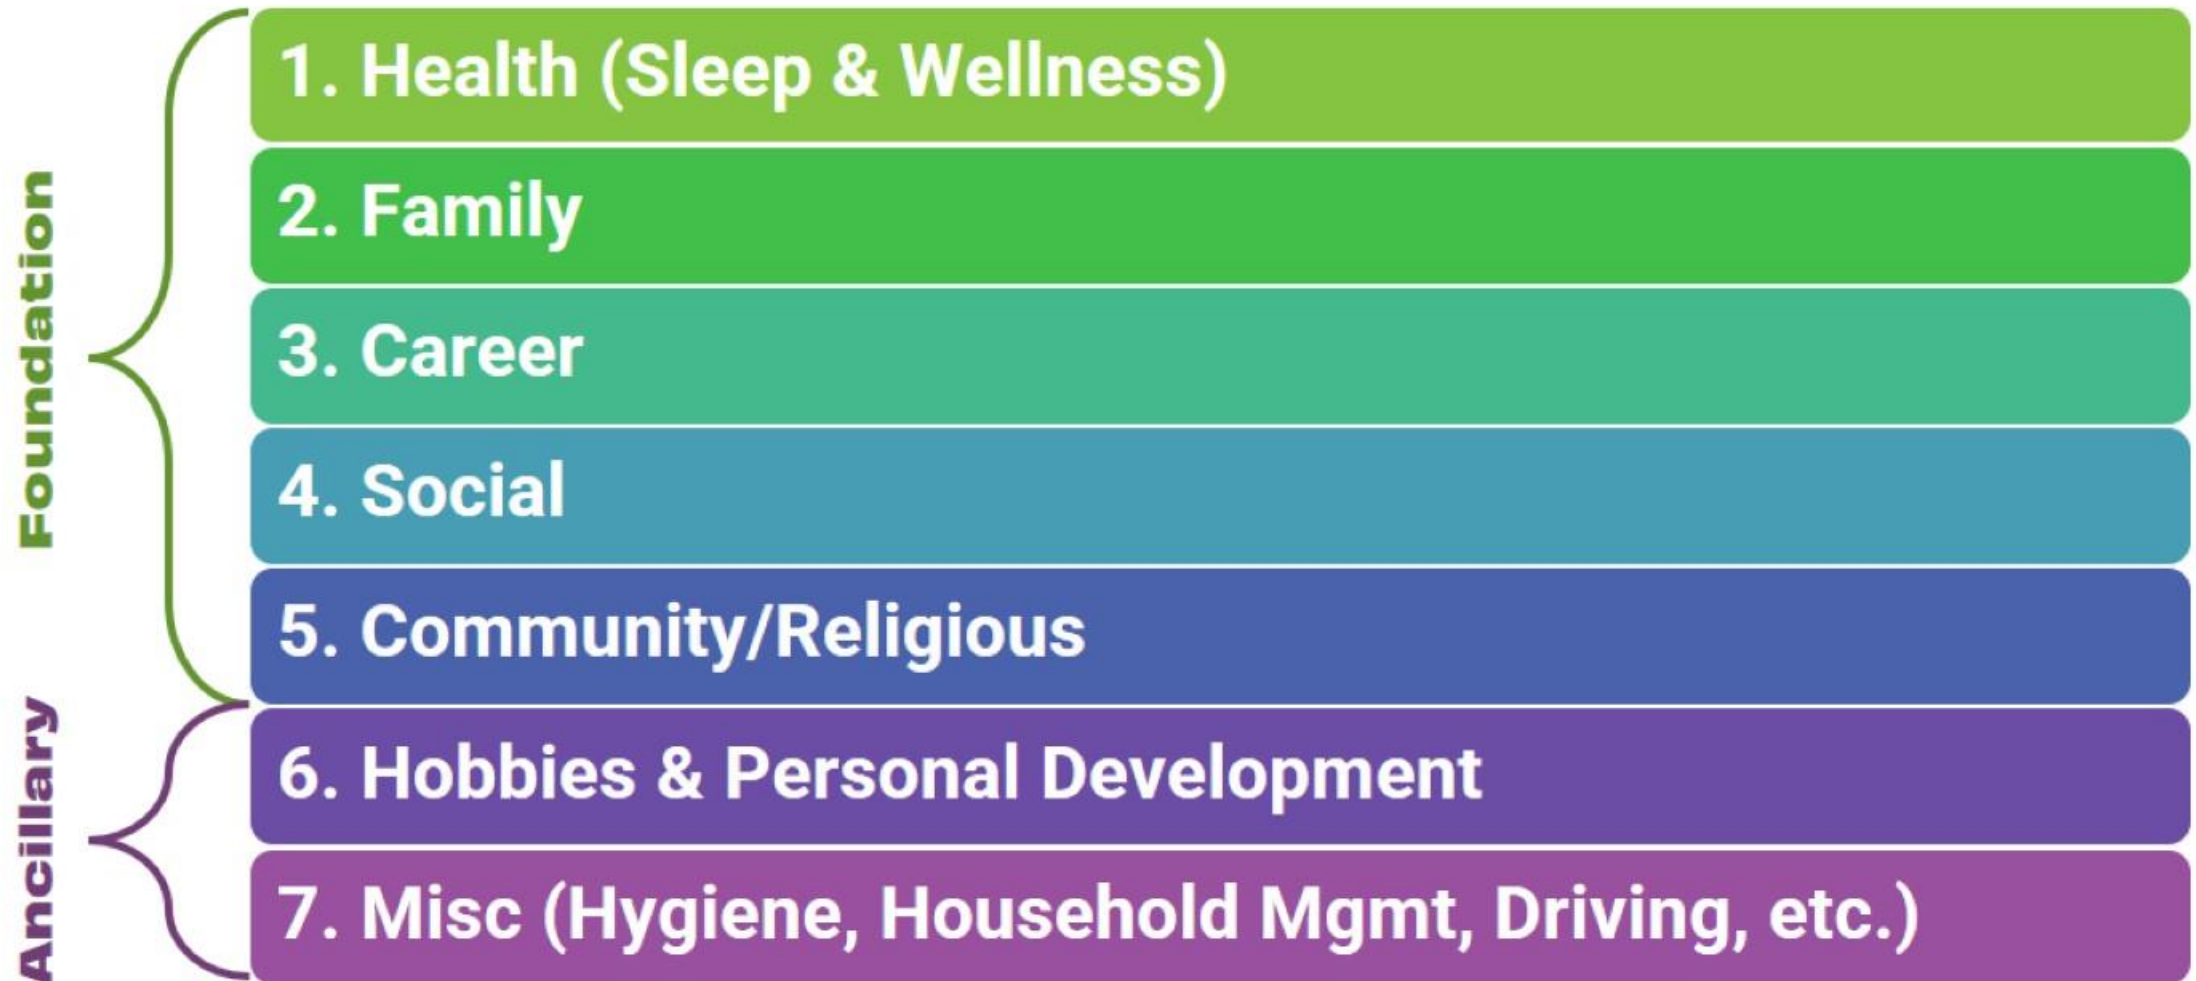 Foundation
1. Health (Sleep & Wellness)
2. Family
3. Career
4. Social
5. Community/Religious
Ancillary
6. Hobbies & Personal Development
7. Misc (Hygiene, Household Mgmt, Driving, etc.)